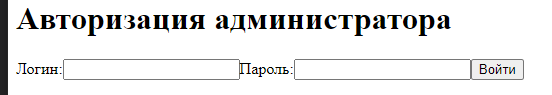 Авторизация администратора
Логин: Пароль: Войти